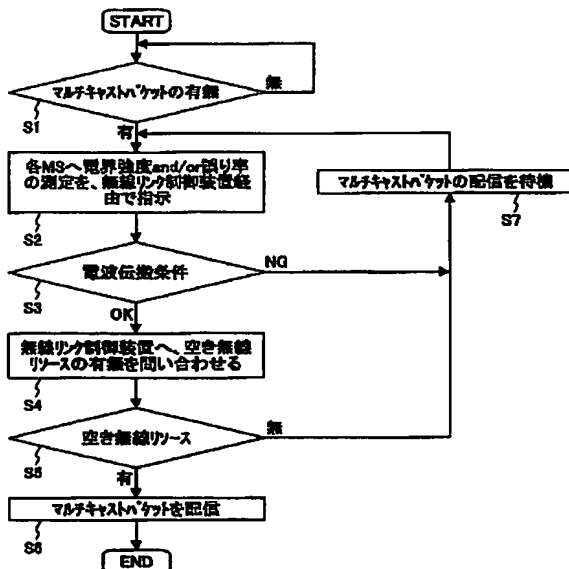 START
マルチキャストパケットの有無
無
S1
有
各MSへ電界強度and/or誤り率
の測定を、無線リンク制御装置経
由で指示
S2
マルチキャストパケットの配信を待機
S7
電波伝搬条件
NG
S3
OK
無線リンク制御装置へ、空き無線
リソースの有無を問い合わせる
S4
空き無線リソース
無
S5
有
マルチキャストパケットを配信
S6
END